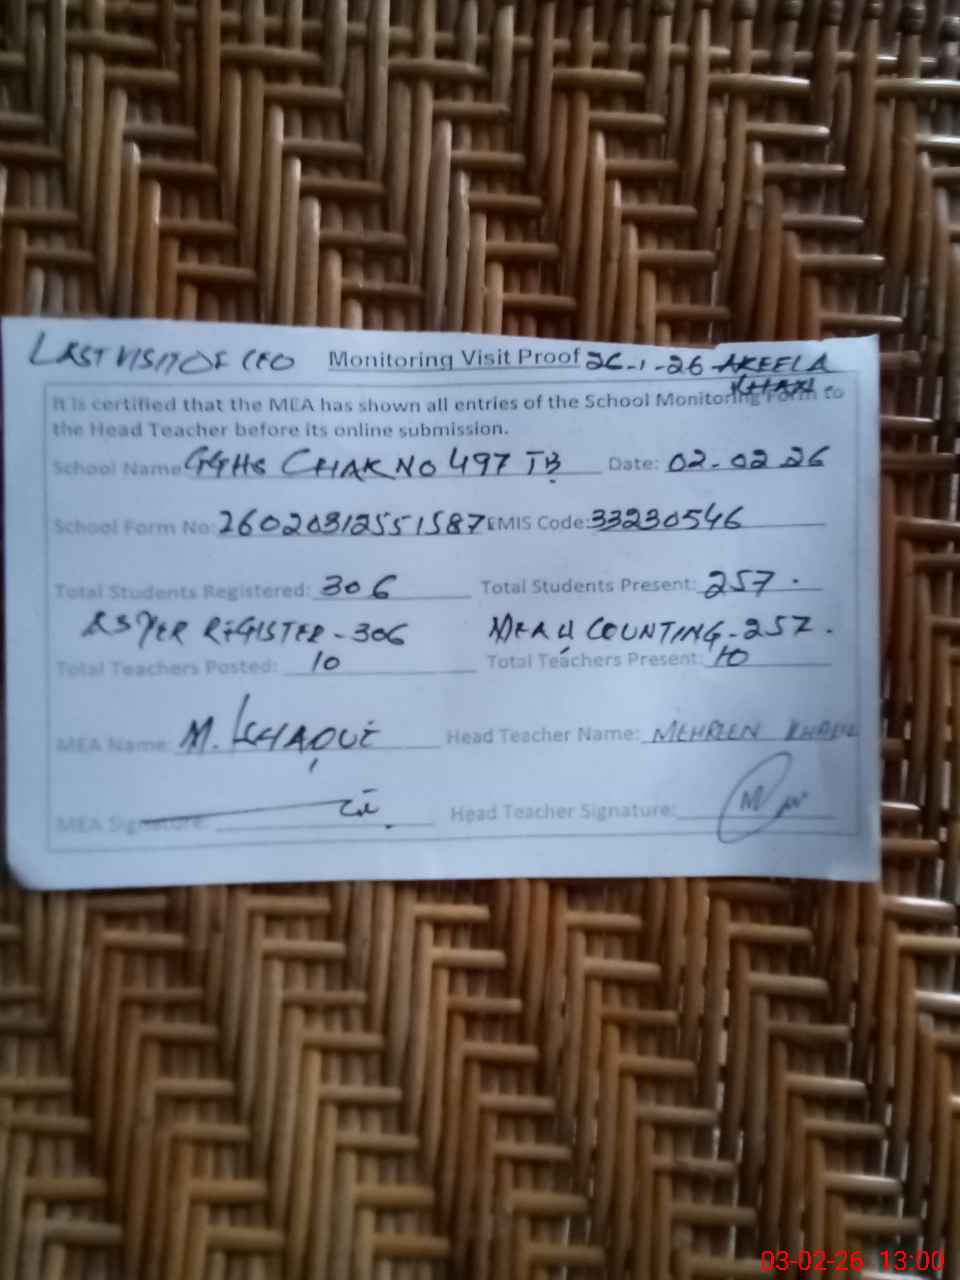 LAST VISIT OF CEO Monitoring Visit Proof 26-1-26 AKEELA
KHAN
It is certified that the MEA has shown all entries of the School Monitoring Form to
the Head Teacher before its online submission.
School Name: GGHS CHAK NO 497 JB Date: 02-02-26
School Form No: 26020312551587 EMIS Code: 33230546
Total Students Registered: 306 Total Students Present: 257.
AS PER REGISTER-306 COUNTING-257.
Total Teachers Posted: 10 Total Teachers Present: 10
MEA Name: M. ISHAQUE Head Teacher Name: MEHREEN
MEA Signature: Head Teacher Signature:
03-02-26 13:00